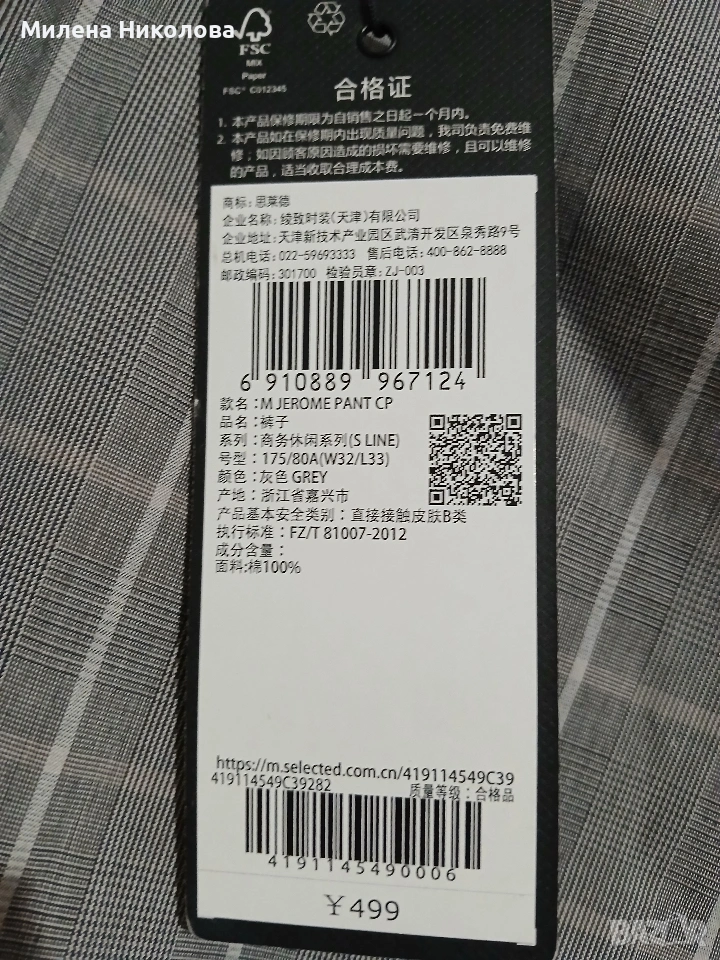 Милена Николова
FSC
MIX
Paper
FSC® C012345
合格证
1. 本产品保修期限为自销售之日起一个月内。
2. 本产品如在保修期内出现质量问题，我司负责免费维
修；如因顾客原因造成的损坏需要维修，且可以维修
的产品，适当收取合理成本费。
商标：思莱德
企业名称：绫致时装(天津)有限公司
企业地址：天津新技术产业园区武清开发区泉秀路9号
总机电话：022-59693333 售后电话：400-862-8888
邮政编码：301700 检验员章：ZJ-003
6 910889 967124
款名：M JEROME PANT CP
品名：裤子
系列：商务休闲系列(S LINE)
号型：175/80A(W32/L33)
颜色：灰色 GREY
产地：浙江省嘉兴市
产品基本安全类别：直接接触皮肤B类
执行标准：FZ/T 81007-2012
成分含量：
面料:棉100%
https://m.selected.com.cn/419114549C39
419114549C39282 质量等级：合格品
4191145490006
￥499
BAZAR